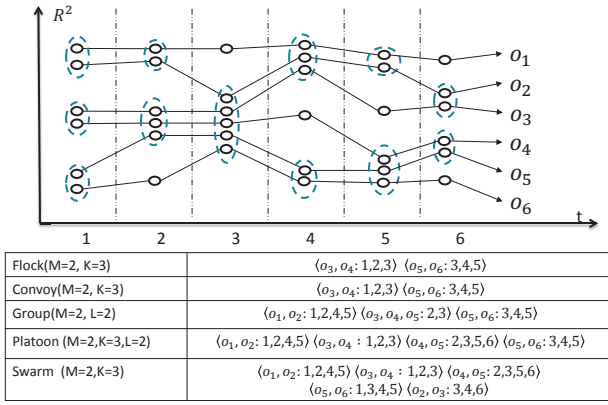 R²
o₁
o₂
o₃
o₄
o₅
o₆
t
1 2 3 4 5 6
Flock(M=2, K=3) ⟨o₃, o₄: 1,2,3⟩ ⟨o₅, o₆: 3,4,5⟩
Convoy(M=2, K=3) ⟨o₃, o₄: 1,2,3⟩ ⟨o₅, o₆: 3,4,5⟩
Group(M=2, L=2) ⟨o₁, o₂: 1,2,4,5⟩ ⟨o₃, o₄, o₅: 2,3⟩ ⟨o₅, o₆: 3,4,5⟩
Platoon (M=2,K=3,L=2) ⟨o₁, o₂: 1,2,4,5⟩ ⟨o₃, o₄ : 1,2,3⟩ ⟨o₄, o₅: 2,3,5,6⟩ ⟨o₅, o₆: 3,4,5⟩
Swarm (M=2,K=3) ⟨o₁, o₂: 1,2,4,5⟩ ⟨o₃, o₄ : 1,2,3⟩ ⟨o₄, o₅: 2,3,5,6⟩
⟨o₅, o₆: 1,3,4,5⟩ ⟨o₂, o₃: 3,4,6⟩